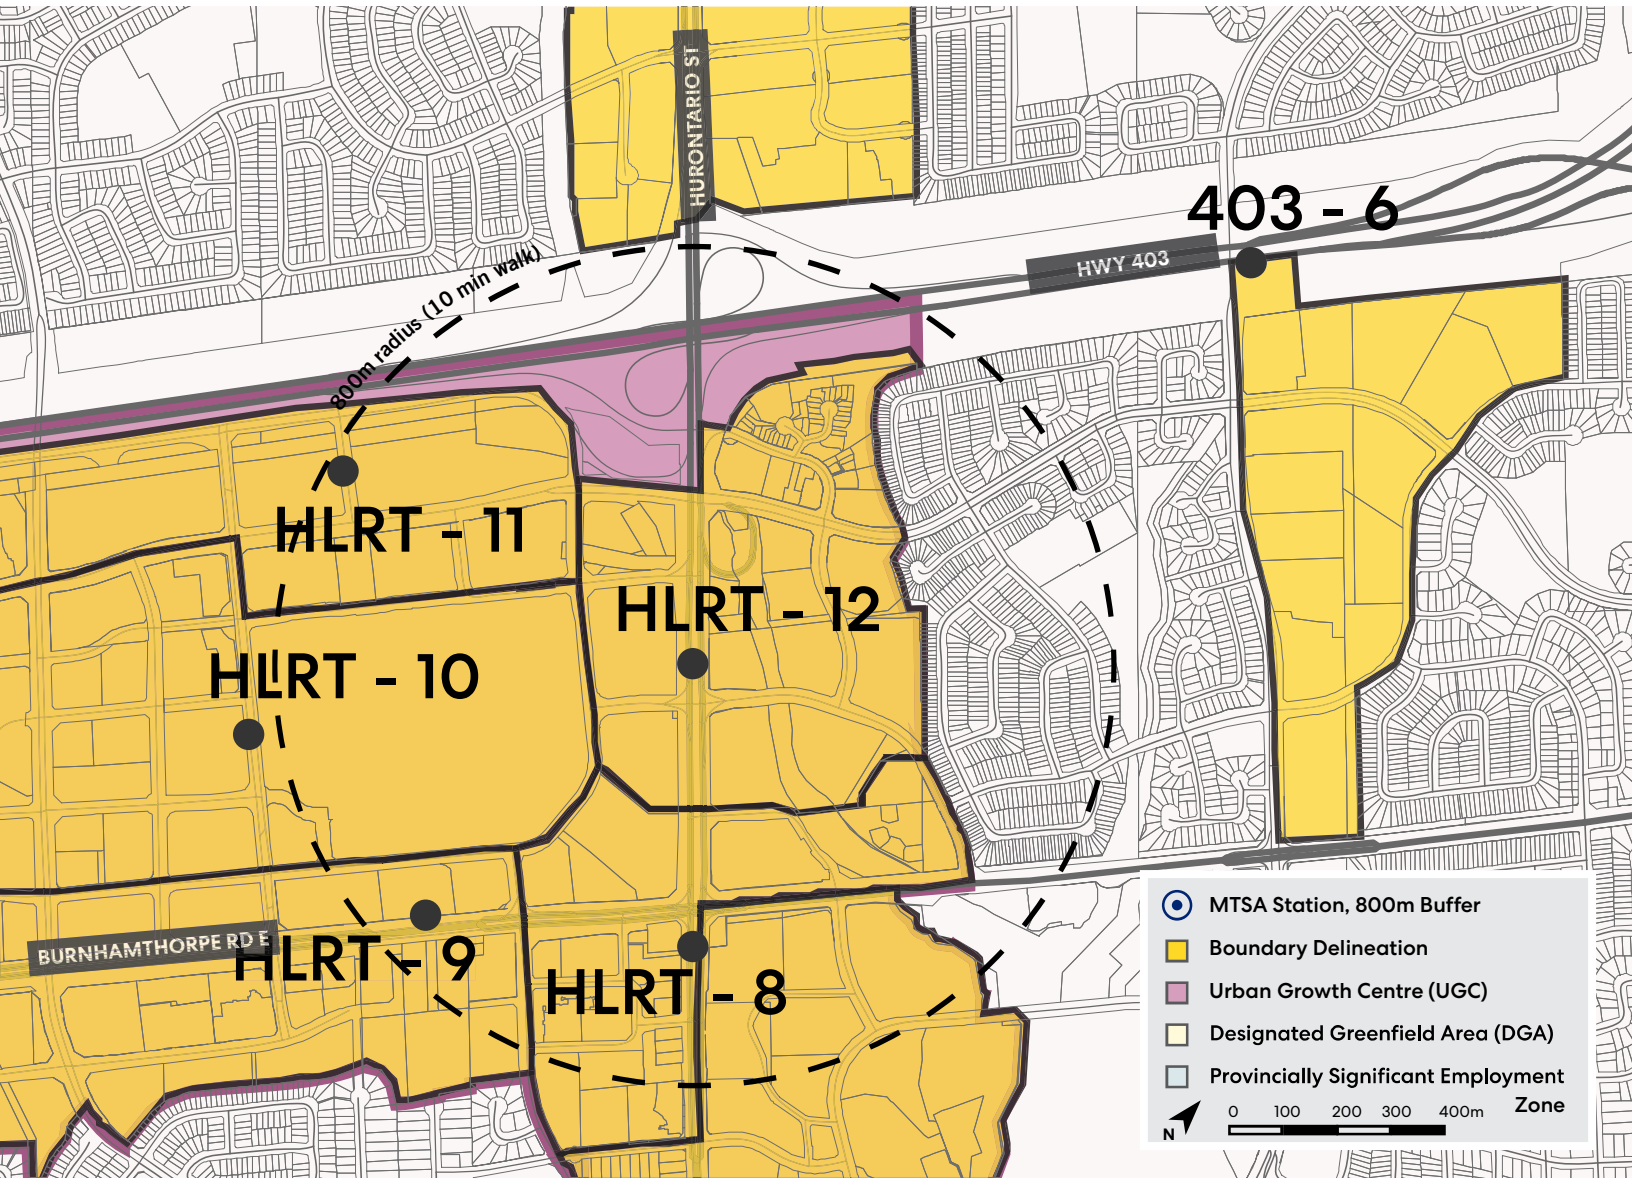 HURONTARIO ST
403 - 6
HWY 403
800m radius (10 min walk)
HLRT - 11
HLRT - 12
HLRT - 10
BURNHAMTHORPE RD E
HLRT - 9
HLRT - 8
MTSA Station, 800m Buffer
Boundary Delineation
Urban Growth Centre (UGC)
Designated Greenfield Area (DGA)
Provincially Significant Employment
Zone
0 100 200 300 400m
N